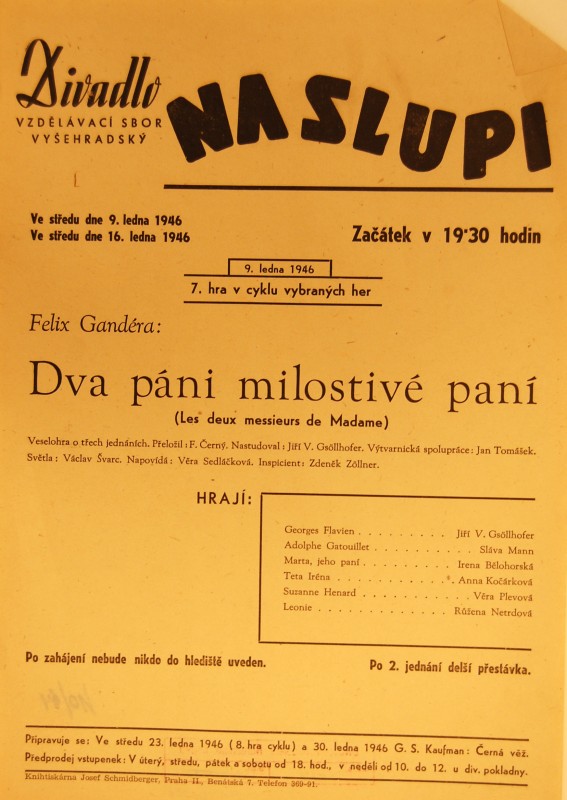 Divadlo
VZDĚLÁVACÍ SBOR
VYŠEHRADSKÝ
NA SLUPI
Ve středu dne 9. ledna 1946
Ve středu dne 16. ledna 1946
Začátek v 19·30 hodin
9. ledna 1946
7. hra v cyklu vybraných her
Felix Gandéra:
Dva páni milostivé paní
(Les deux messieurs de Madame)
Veselohra o třech jednáních. Přeložil: F. Černý. Nastudoval: Jiří V. Gsöllhofer. Výtvarnická spolupráce: Jan Tomášek.
Světla: Václav Švarc. Napovídá: Věra Sedláčková. Inspicient: Zdeněk Zöllner.
HRAJÍ:
Georges Flavien . . . . . . . . . Jiří V. Gsöllhofer
Adolphe Gatouillet . . . . . . . . . . Sláva Mann
Marta, jeho paní . . . . . . . . . Irena Bělohorská
Teta Irèna . . . . . . . . . . . *. Anna Kočárková
Suzanne Henard . . . . . . . . . . . Věra Plevová
Leonie . . . . . . . . . . . . . Růžena Netrdová
Po zahájení nebude nikdo do hlediště uveden.
Po 2. jednání delší přestávka.
Připravuje se: Ve středu 23. ledna 1946 (8. hra cyklu) a 30. ledna 1946 G. S. Kaufman: Černá věž.
Předprodej vstupenek: V úterý, středu, pátek a sobotu od 18. hod., v neděli od 10. do 12. u div. pokladny.
Knihtiskárna Josef Schmidberger, Praha II., Benátská 7. Telefon 369-91.